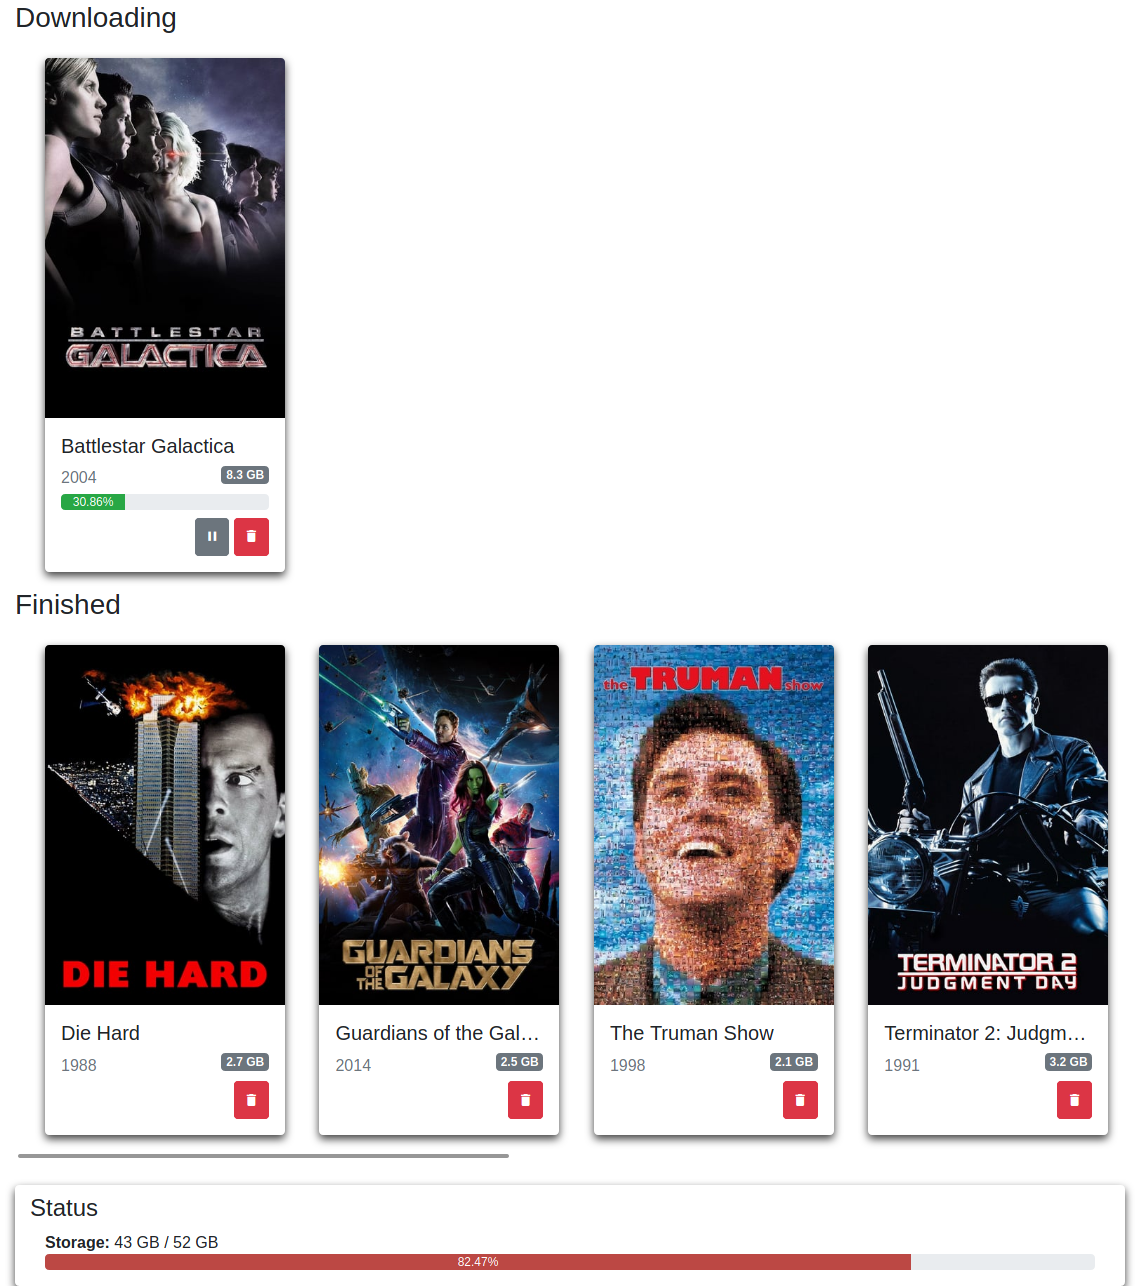 Downloading
BATTLESTAR
GALACTICA
Battlestar Galactica
2004 8.3 GB
30.86%
Finished
DIE HARD
GUARDIANS
OF THE GALAXY
the TRUMAN show
TERMINATOR 2
JUDGMENT DAY
Die Hard
1988 2.7 GB
Guardians of the Gal...
2014 2.5 GB
The Truman Show
1998 2.1 GB
Terminator 2: Judgm...
1991 3.2 GB
Status
Storage: 43 GB / 52 GB
82.47%